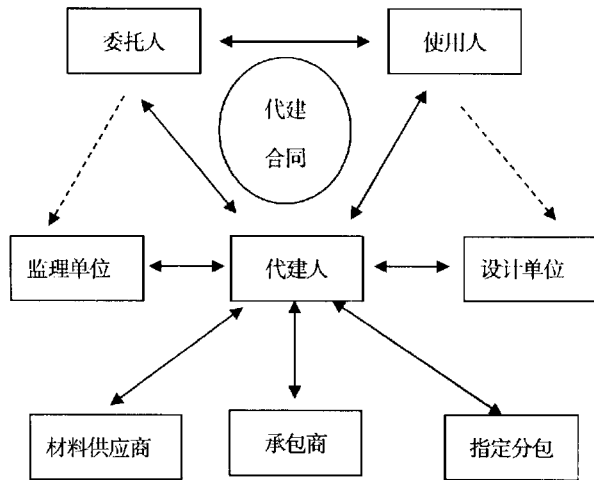 委托人
使用人
代建
合同
监理单位
代建人
设计单位
材料供应商
承包商
指定分包